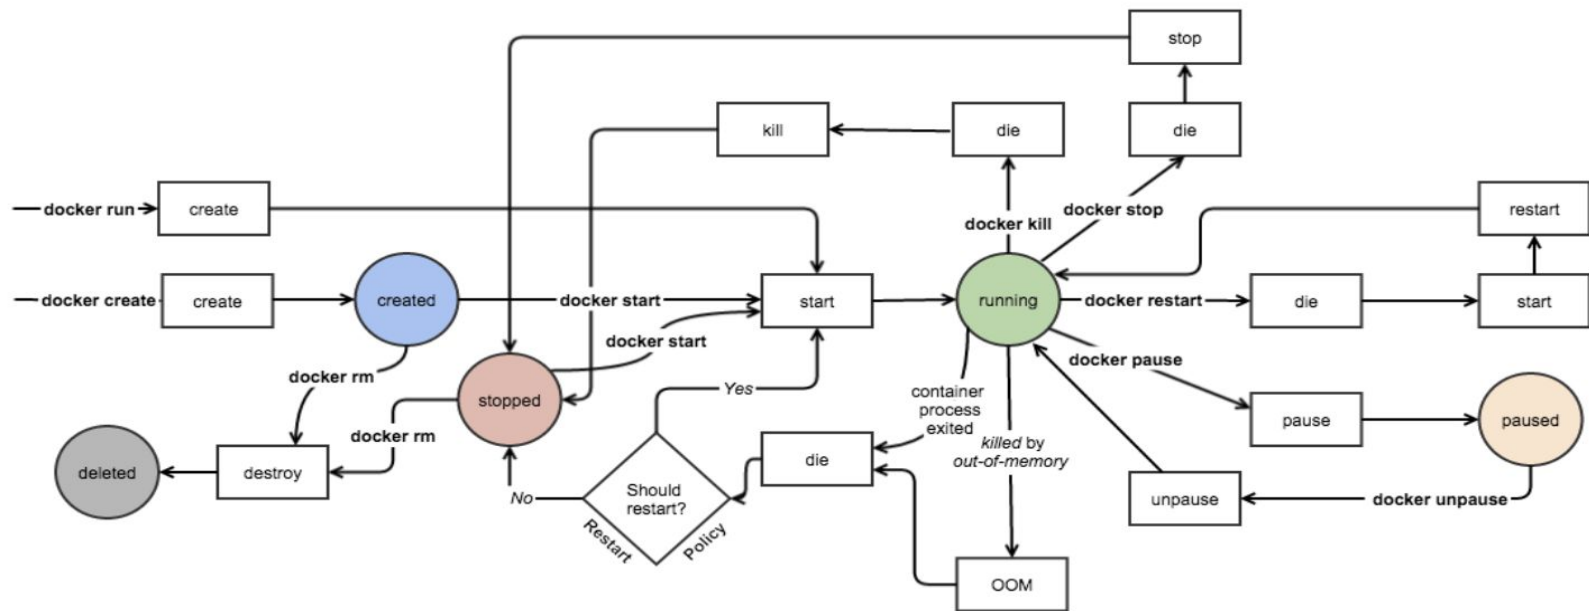 stop
kill
die
die
docker run
create
docker kill
docker stop
restart
docker create
create
created
docker start
start
running
docker restart
die
start
docker start
docker pause
docker rm
stopped
Yes
container
process
exited
pause
paused
docker rm
killed by
out-of-memory
deleted
destroy
No
Should
restart?
Restart
Policy
die
unpause
docker unpause
OOM